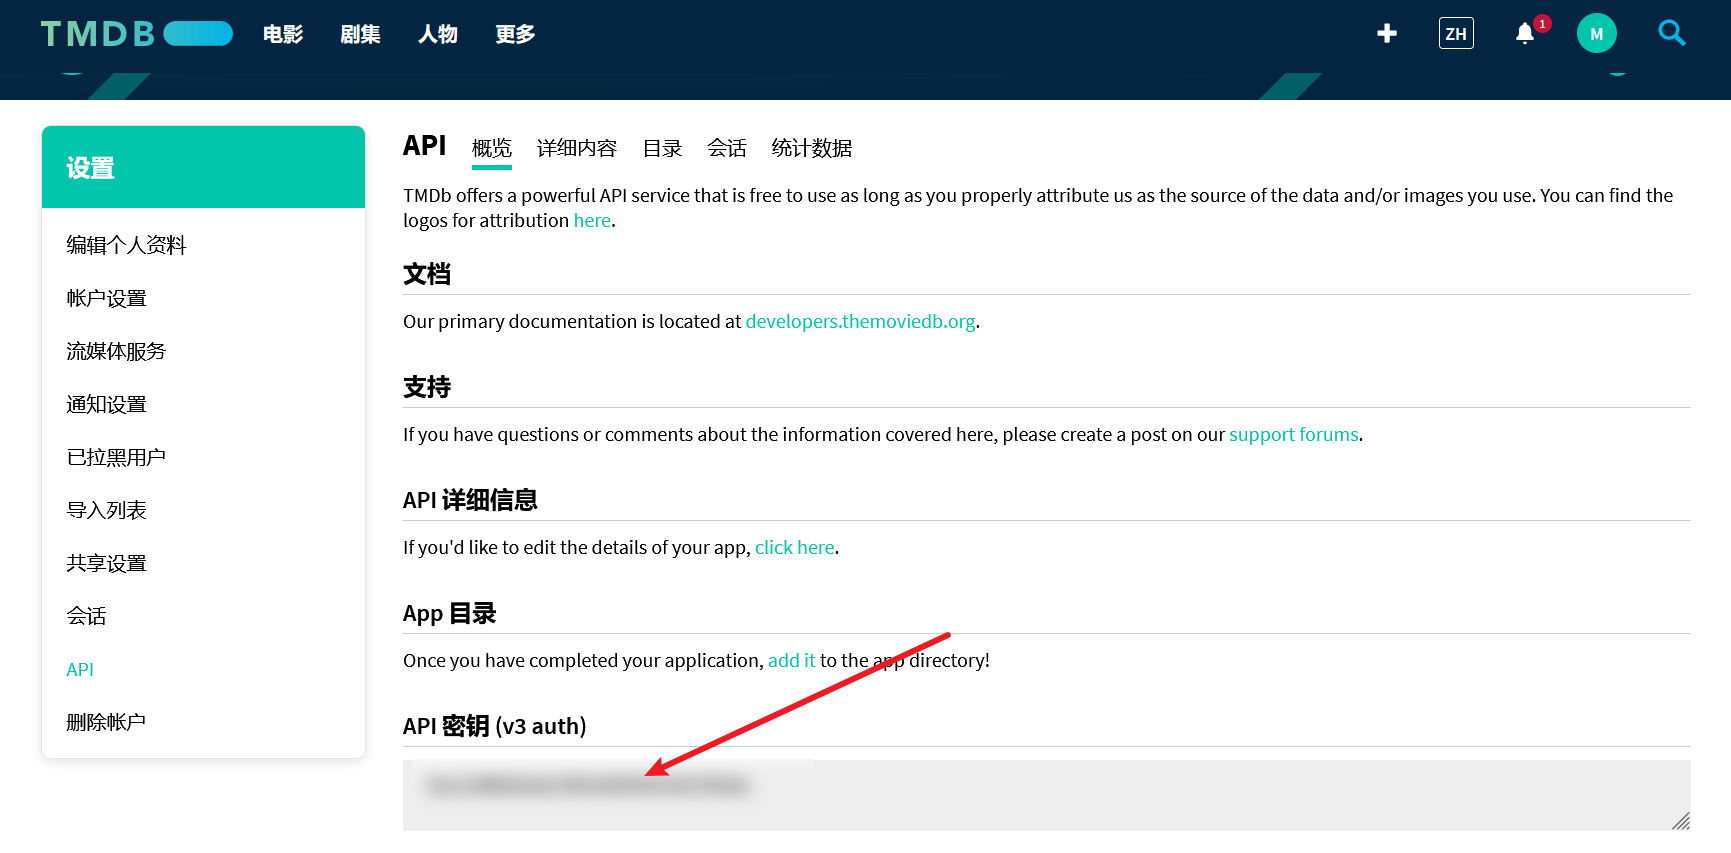 TMDB 电影 剧集 人物 更多 ZH 1 M
设置
编辑个人资料
帐户设置
流媒体服务
通知设置
已拉黑用户
导入列表
共享设置
会话
API
删除帐户
API 概览 详细内容 目录 会话 统计数据
TMDb offers a powerful API service that is free to use as long as you properly attribute us as the source of the data and/or images you use. You can find the
logos for attribution here.
文档
Our primary documentation is located at developers.themoviedb.org.
支持
If you have questions or comments about the information covered here, please create a post on our support forums.
API 详细信息
If you'd like to edit the details of your app, click here.
App 目录
Once you have completed your application, add it to the app directory!
API 密钥 (v3 auth)